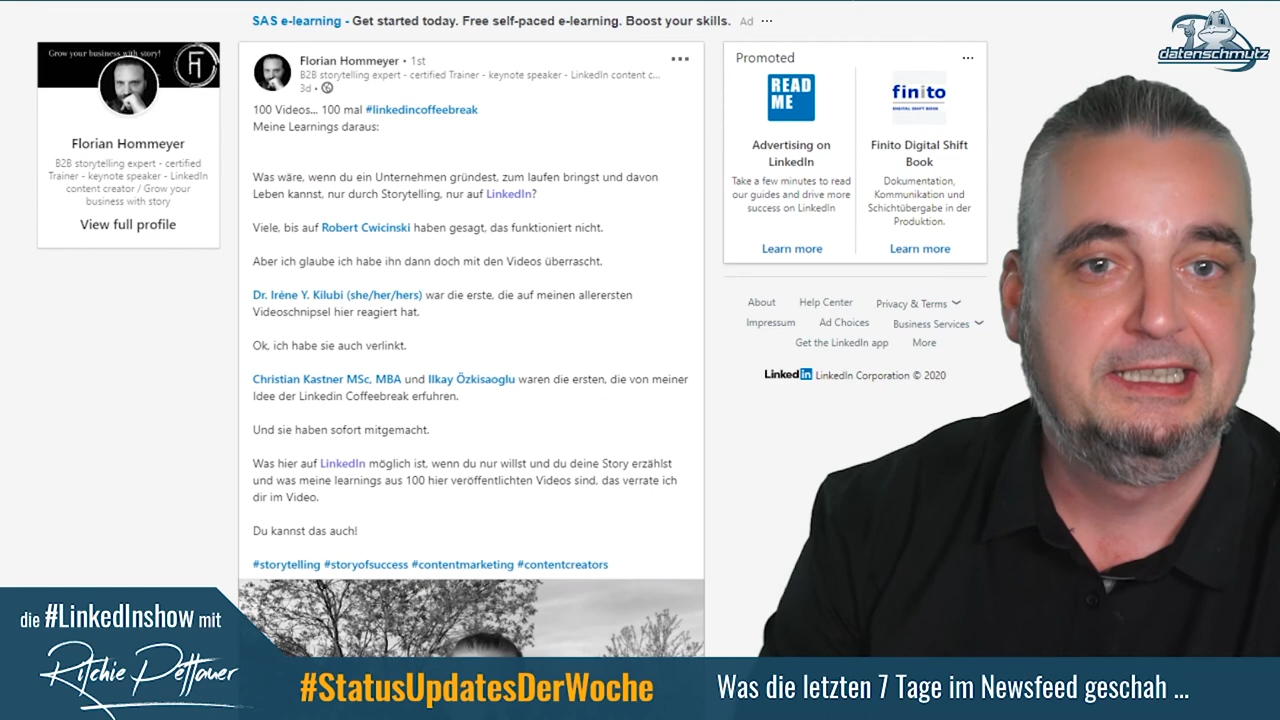 SAS e-learning - Get started today. Free self-paced e-learning. Boost your skills. Ad ···
datenschmutz
Grow your business with story!
Florian Hommeyer
B2B storytelling expert - certified
Trainer - keynote speaker - LinkedIn
content creator / Grow your
business with story
View full profile
Florian Hommeyer • 1st
B2B storytelling expert - certified Trainer - keynote speaker - LinkedIn content c...
3d •
100 Videos... 100 mal #linkedincoffeebreak
Meine Learnings daraus:
Was wäre, wenn du ein Unternehmen gründest, zum laufen bringst und davon
Leben kannst, nur durch Storytelling, nur auf LinkedIn?
Viele, bis auf Robert Cwicinski haben gesagt, das funktioniert nicht.
Aber ich glaube ich habe ihn dann doch mit den Videos überrascht.
Dr. Irène Y. Kilubi (she/her/hers) war die erste, die auf meinen allerersten
Videoschnipsel hier reagiert hat.
Ok, ich habe sie auch verlinkt.
Christian Kastner MSc, MBA und Ilkay Özkisaoglu waren die ersten, die von meiner
Idee der Linkedin Coffeebreak erfuhren.
Und sie haben sofort mitgemacht.
Was hier auf LinkedIn möglich ist, wenn du nur willst und du deine Story erzählst
und was meine learnings aus 100 hier veröffentlichten Videos sind, das verrate ich
dir im Video.
Du kannst das auch!
#storytelling #storyofsuccess #contentmarketing #contentcreators
Promoted
READ
ME
Advertising on
LinkedIn
Take a few minutes to read
our guides and drive more
success on LinkedIn
Learn more
finito
DIGITAL SHIFT BOOK
Finito Digital Shift
Book
Dokumentation,
Kommunikation und
Schichtübergabe in der
Produktion.
Learn more
About Help Center Privacy & Terms
Impressum Ad Choices Business Services
Get the LinkedIn app More
LinkedIn LinkedIn Corporation © 2020
die #LinkedInshow mit
Ritchie Pettauer
#StatusUpdatesDerWoche
Was die letzten 7 Tage im Newsfeed geschah ...